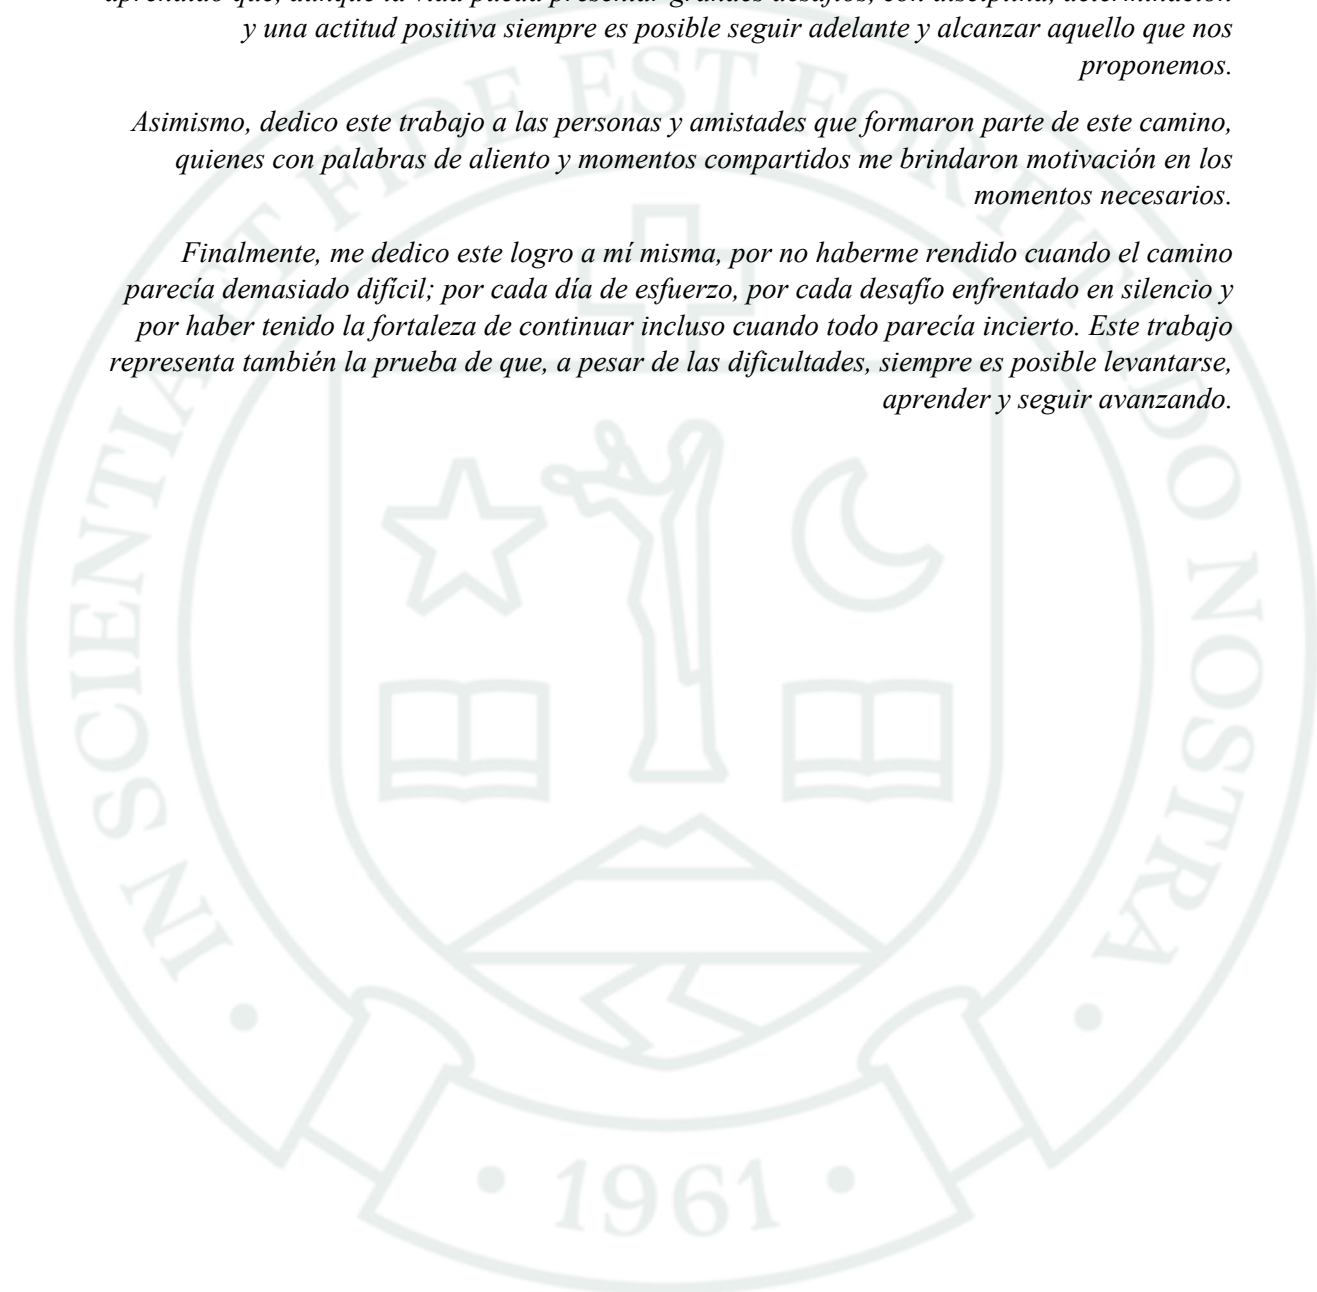 aprendido que, aunque la vida pueda presentar grandes desafíos, con disciplina, determinación
y una actitud positiva siempre es posible seguir adelante y alcanzar aquello que nos
proponemos.
Asimismo, dedico este trabajo a las personas y amistades que formaron parte de este camino,
quienes con palabras de aliento y momentos compartidos me brindaron motivación en los
momentos necesarios.
Finalmente, me dedico este logro a mí misma, por no haberme rendido cuando el camino
parecía demasiado difícil; por cada día de esfuerzo, por cada desafío enfrentado en silencio y
por haber tenido la fortaleza de continuar incluso cuando todo parecía incierto. Este trabajo
representa también la prueba de que, a pesar de las dificultades, siempre es posible levantarse,
aprender y seguir avanzando.
IN SCIENTIA ET FIDE EST FORTITUDO NOSTRA
• 1961 •